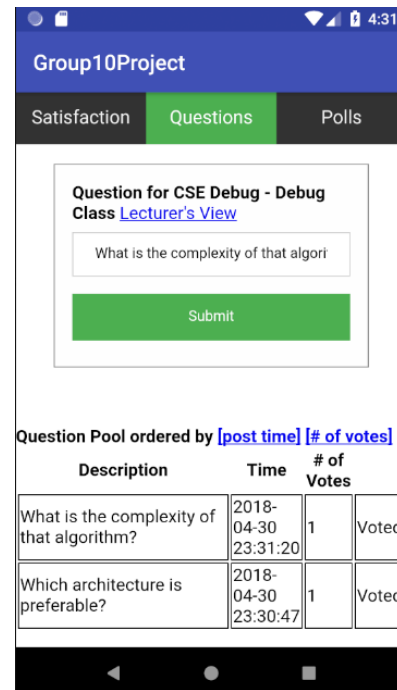 4:31
Group10Project
Satisfaction Questions Polls
Question for CSE Debug - Debug
Class Lecturer's View
What is the complexity of that algori
Submit
Question Pool ordered by [post time] [# of votes]
Description Time # of Votes
What is the complexity of
that algorithm?
2018-
04-30
23:31:20
1
Voted
Which architecture is
preferable?
2018-
04-30
23:30:47
1
Voted